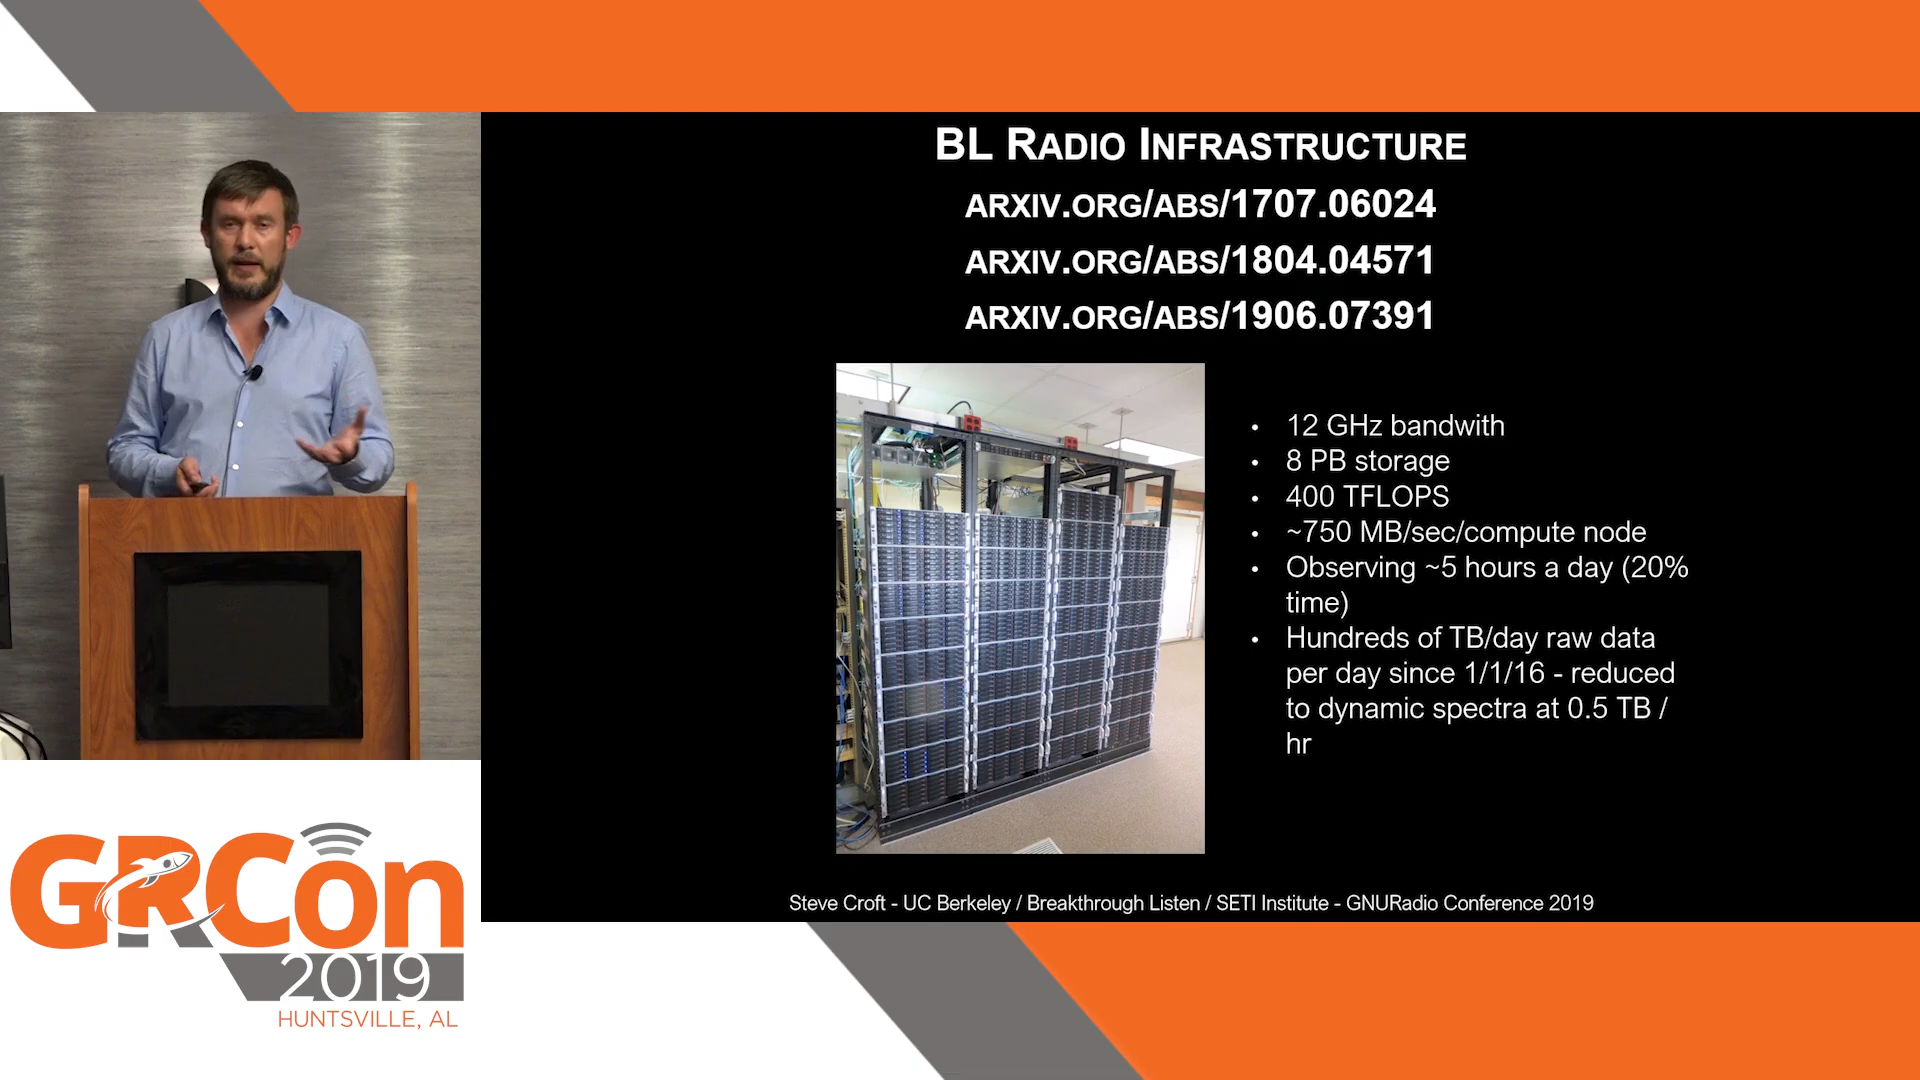 BL RADIO INFRASTRUCTURE
ARXIV.ORG/ABS/1707.06024
ARXIV.ORG/ABS/1804.04571
ARXIV.ORG/ABS/1906.07391
• 12 GHz bandwith
• 8 PB storage
• 400 TFLOPS
• ~750 MB/sec/compute node
• Observing ~5 hours a day (20%
time)
• Hundreds of TB/day raw data
per day since 1/1/16 - reduced
to dynamic spectra at 0.5 TB /
hr
Steve Croft - UC Berkeley / Breakthrough Listen / SETI Institute - GNURadio Conference 2019
GRCon
2019
HUNTSVILLE, AL